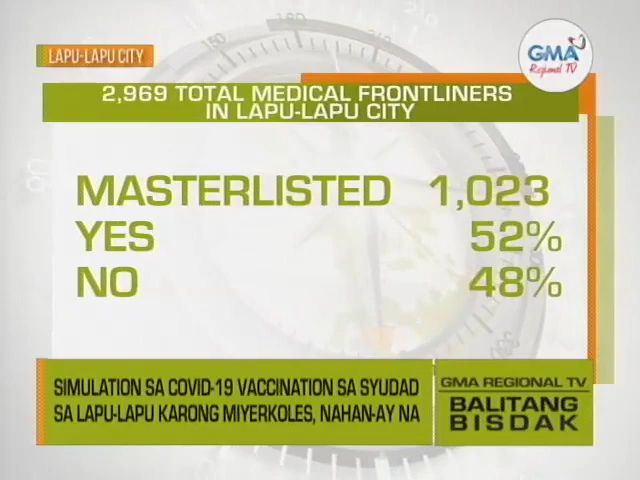 LAPU-LAPU CITY
GMA
Regional TV
2,969 TOTAL MEDICAL FRONTLINERS
IN LAPU-LAPU CITY
MASTERLISTED 1,023
YES 52%
NO 48%
SIMULATION SA COVID-19 VACCINATION SA SYUDAD
SA LAPU-LAPU KARONG MIYERKOLES, NAHAN-AY NA
GMA REGIONAL TV
BALITANG
BISDAK